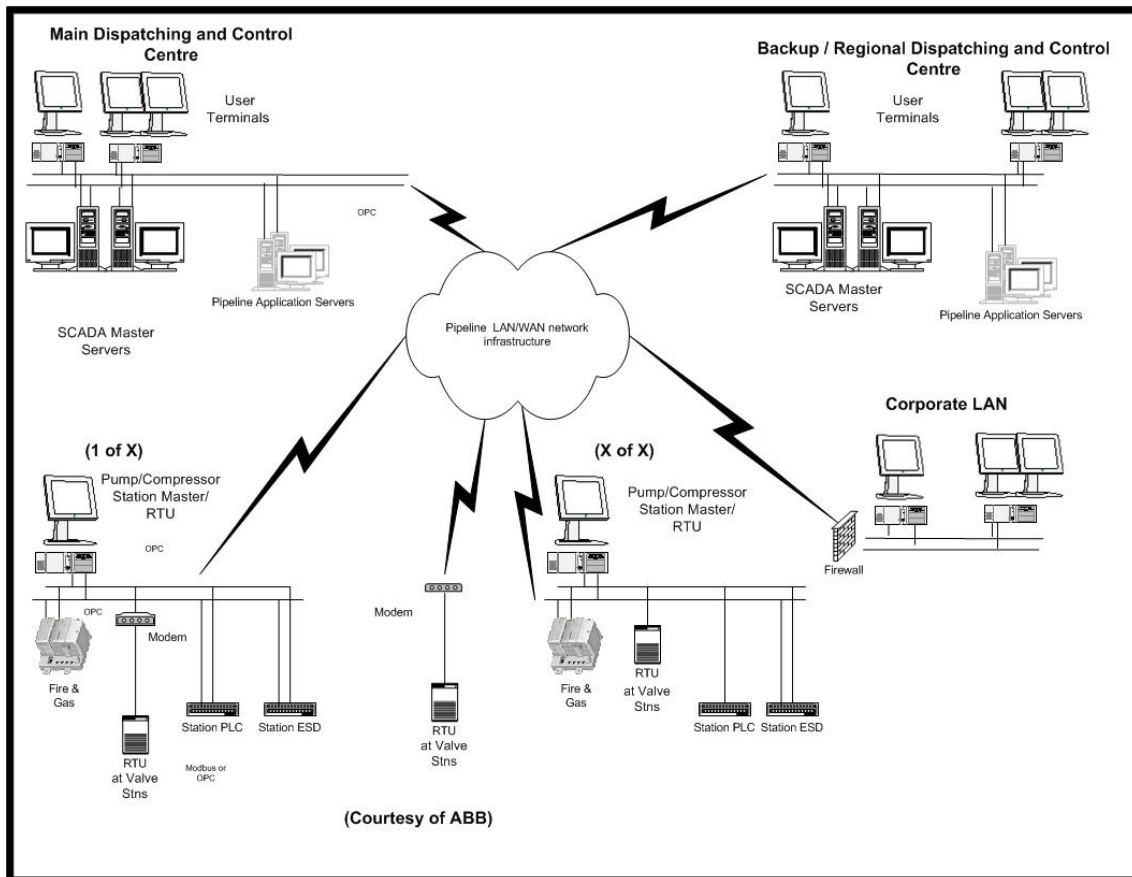 Main Dispatching and Control
Centre
User
Terminals
OPC
Pipeline Application Servers
SCADA Master
Servers
Backup / Regional Dispatching and Control
Centre
User
Terminals
SCADA Master
Servers
Pipeline Application Servers
Pipeline LAN/WAN network
infrastructure
Corporate LAN
Firewall
(1 of X)
Pump/Compressor
Station Master/
RTU
OPC
OPC
Modem
Fire &
Gas
RTU
at Valve
Stns
Station PLC
Station ESD
Modbus or
OPC
Modem
RTU
at Valve
Stns
(X of X)
Pump/Compressor
Station Master/
RTU
Fire &
Gas
RTU
at Valve
Stns
Station PLC
Station ESD
(Courtesy of ABB)